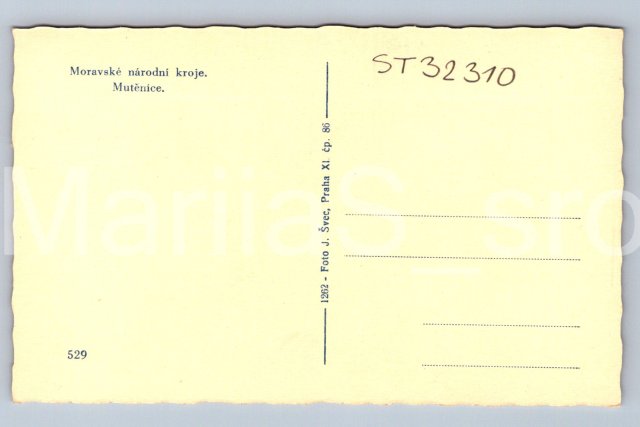 Moravské národní kroje.
Mutěnice.
ST32310
1262 - Foto J. Švec, Praha XI. čp. 86
529
MariiaS_sro